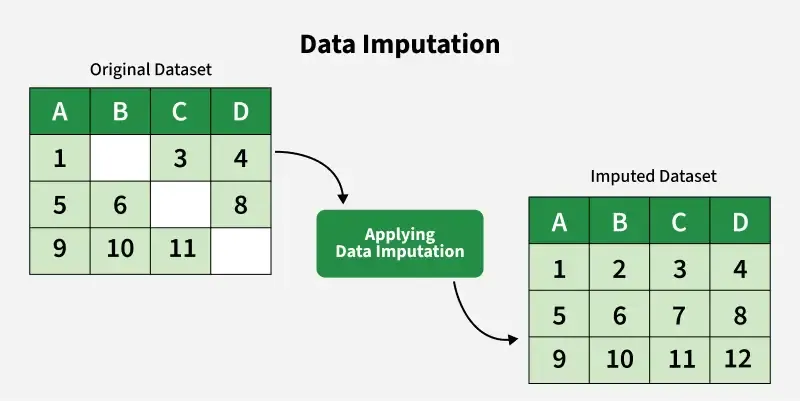 Data Imputation
Original Dataset
A B C D
1 3 4
5 6 8
9 10 11
Applying
Data Imputation
Imputed Dataset
A B C D
1 2 3 4
5 6 7 8
9 10 11 12